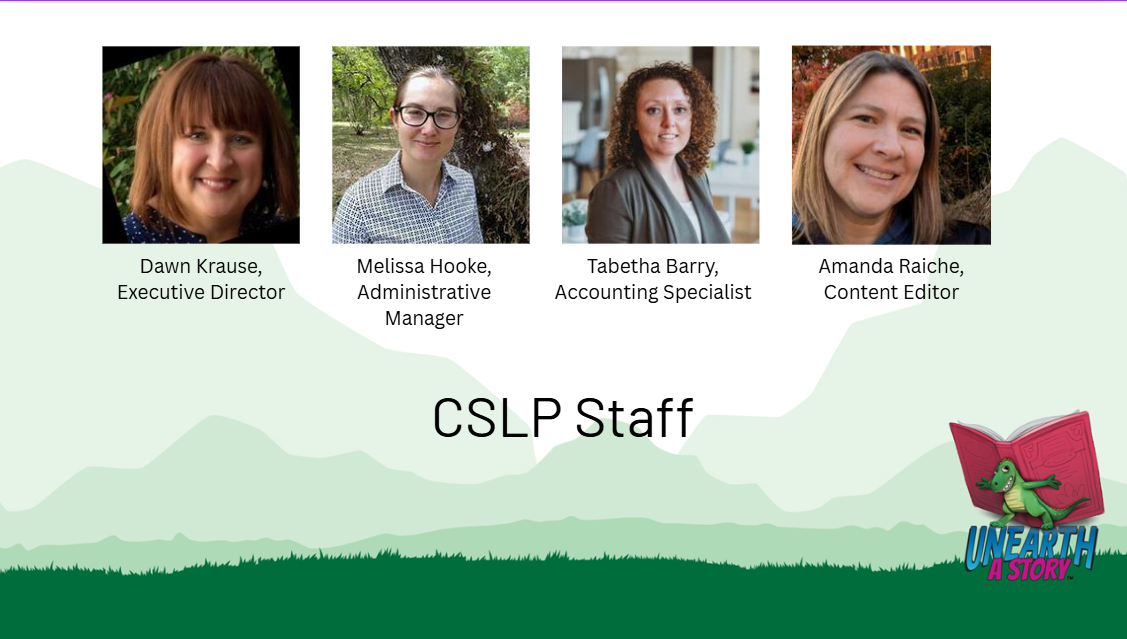 Dawn Krause,
Executive Director
Melissa Hooke,
Administrative
Manager
Tabetha Barry,
Accounting Specialist
Amanda Raiche,
Content Editor
CSLP Staff
UNEARTH
A STORY™